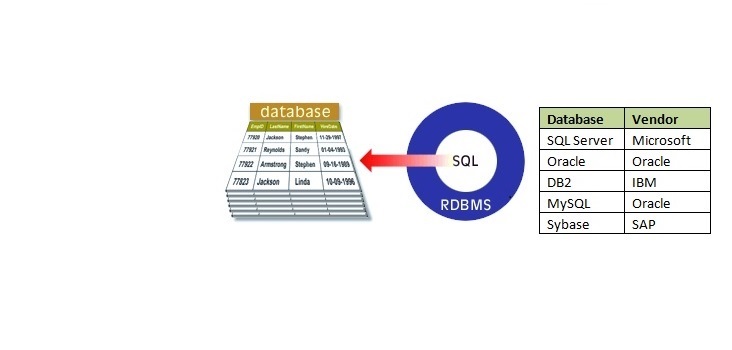 database
EmpID LastName FirstName HireDate
77920 Jackson Stephen 11-29-1997
77921 Reynolds Sandy 01-04-1993
77922 Armstrong Stephen 09-16-1989
77823 Jackson Linda 10-09-1996
SQL
RDBMS
Database Vendor
SQL Server Microsoft
Oracle Oracle
DB2 IBM
MySQL Oracle
Sybase SAP